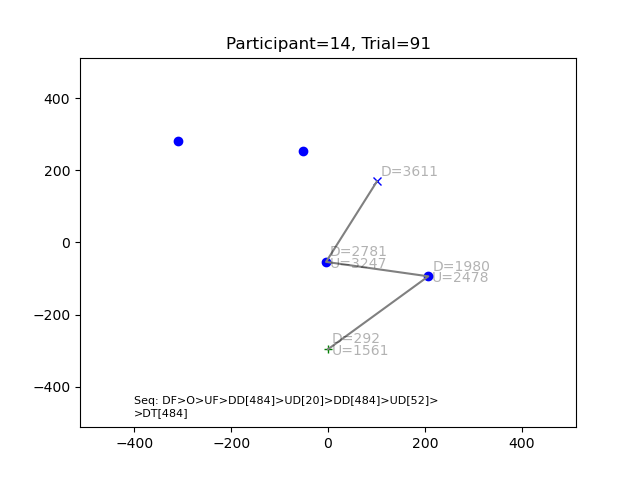 Participant=14, Trial=91
400
200
0
−200
−400
D=3611
D=2781
U=3247
D=1980
U=2478
D=292
U=1561
Seq: DF>O>UF>DD[484]>UD[20]>DD[484]>UD[52]>
>DT[484]
−400
−200
0
200
400